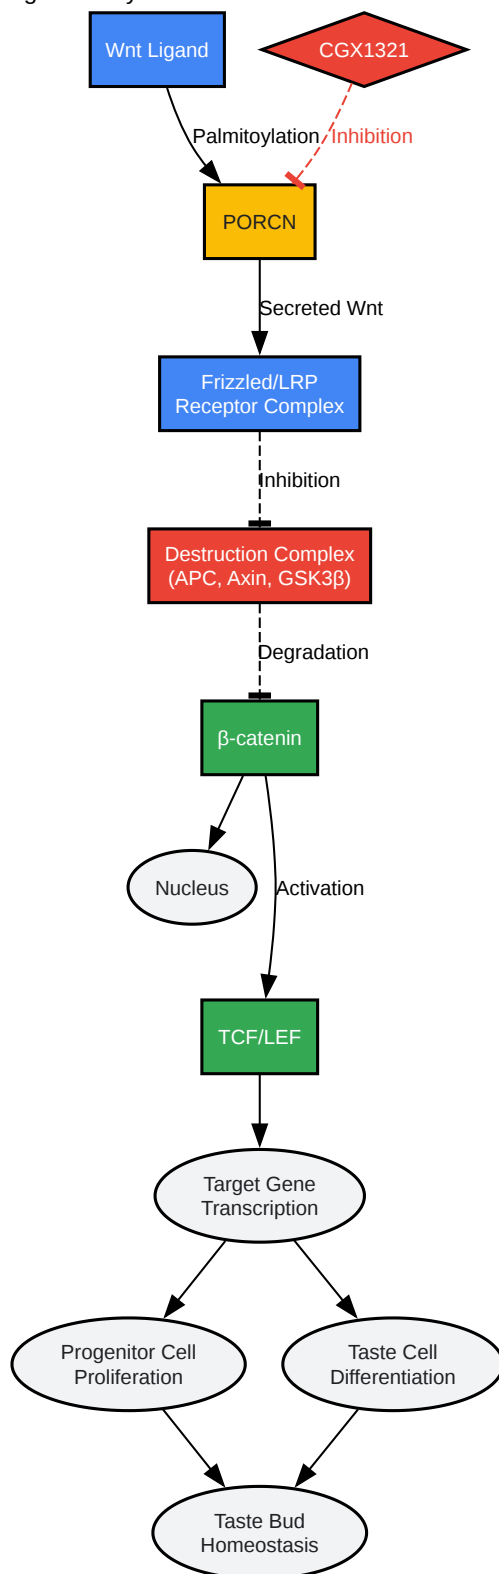 Wnt Ligand
CGX1321
Palmitoylation
Inhibition
PORCN
Secreted Wnt
Frizzled/LRP
Receptor Complex
Inhibition
Destruction Complex
(APC, Axin, GSK3β)
Degradation
β-catenin
Nucleus
Activation
TCF/LEF
Target Gene
Transcription
Progenitor Cell
Proliferation
Taste Cell
Differentiation
Taste Bud
Homeostasis